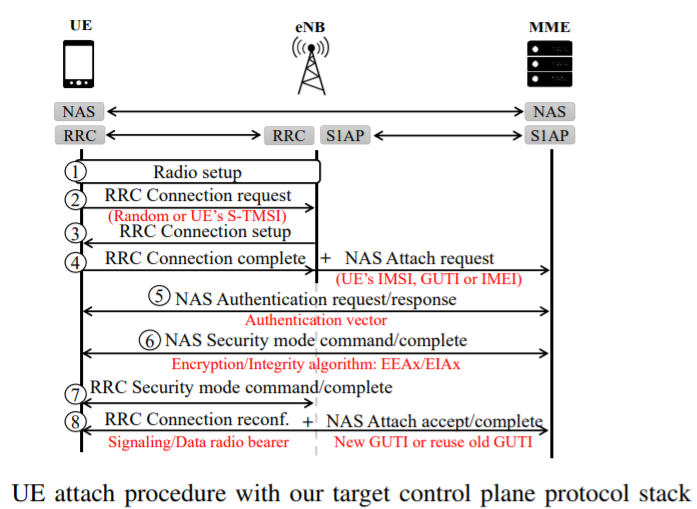 UE
eNB
MME
NAS
NAS
RRC
RRC
S1AP
S1AP
1
Radio setup
2
RRC Connection request
(Random or UE's S-TMSI)
3
RRC Connection setup
4
RRC Connection complete + NAS Attach request
(UE's IMSI, GUTI or IMEI)
5 NAS Authentication request/response
Authentication vector
6 NAS Security mode command/complete
Encryption/Integrity algorithm: EEAx/EIAx
7 RRC Security mode command/complete
8 RRC Connection reconf. + NAS Attach accept/complete
Signaling/Data radio bearer
New GUTI or reuse old GUTI
UE attach procedure with our target control plane protocol stack